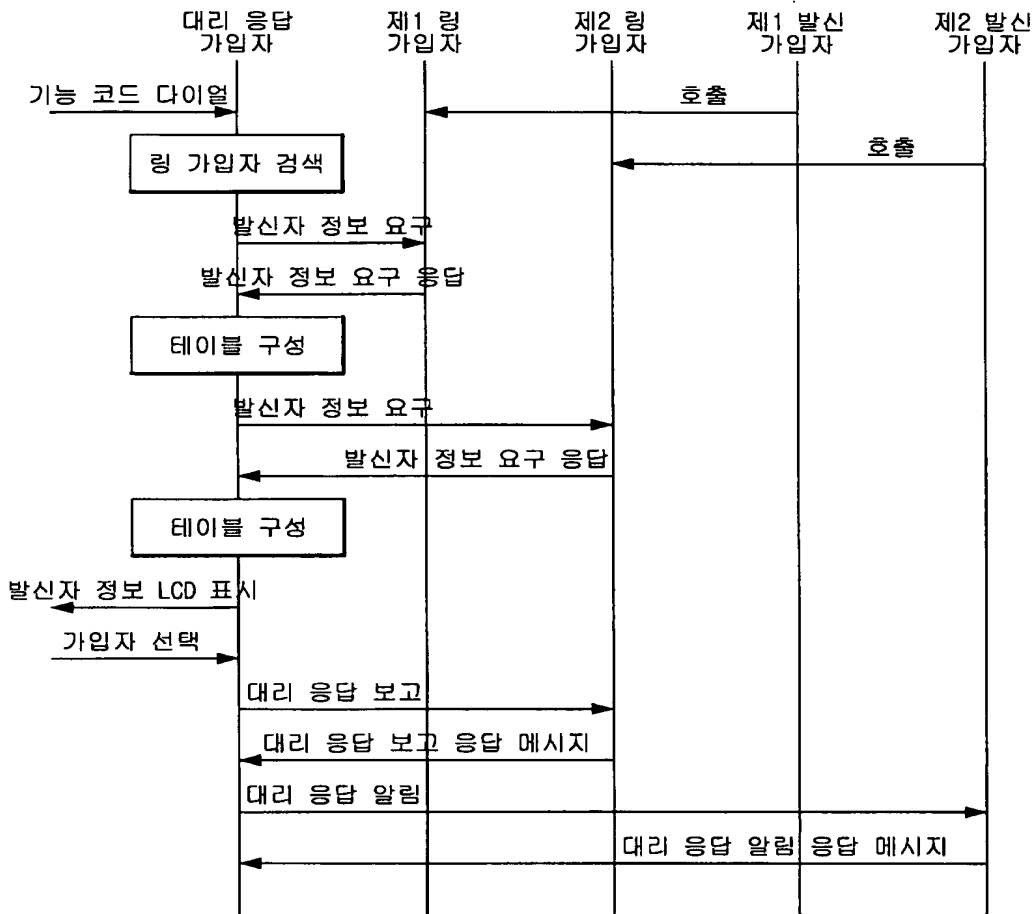 대리 응답
가입자
제1 링
가입자
제2 링
가입자
제1 발신
가입자
제2 발신
가입자
기능 코드 다이얼
호출
호출
링 가입자 검색
발신자 정보 요구
발신자 정보 요구 응답
테이블 구성
발신자 정보 요구
발신자 정보 요구 응답
테이블 구성
발신자 정보 LCD 표시
가입자 선택
대리 응답 보고
대리 응답 보고 응답 메시지
대리 응답 알림
대리 응답 알림 응답 메시지